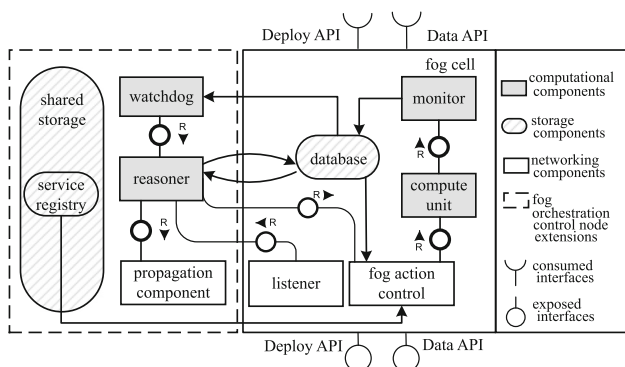 Deploy API
Data API
shared
storage
service
registry
watchdog
R
reasoner
R
propagation
component
fog cell
monitor
database
R
compute
unit
R
R
R
listener
fog action
control
Deploy API
Data API
computational
components
storage
components
networking
components
fog
orchestration
control node
extensions
consumed
interfaces
exposed
interfaces